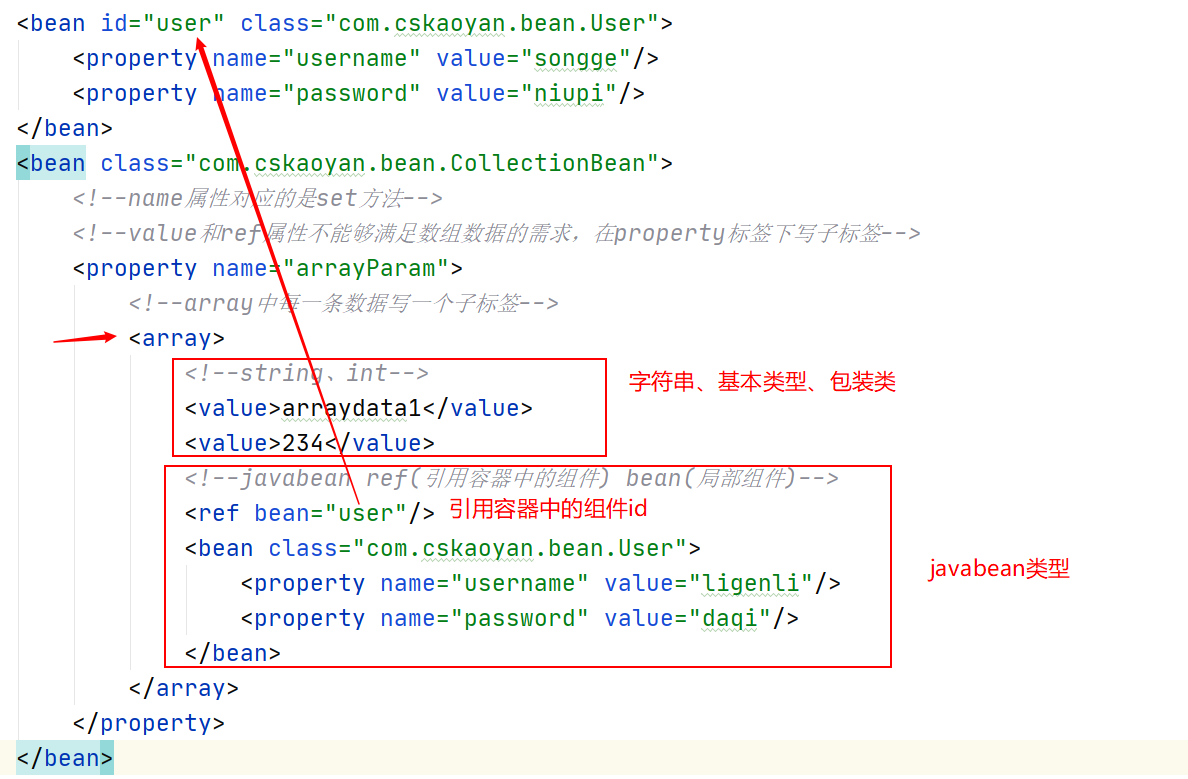 <bean id="user" class="com.cskaoyan.bean.User">
<property name="username" value="songge"/>
<property name="password" value="niupi"/>
</bean>
<bean class="com.cskaoyan.bean.CollectionBean">
<!--name属性对应的是set方法-->
<!--value和ref属性不能够满足数组数据的需求，在property标签下写子标签-->
<property name="arrayParam">
<!--array中每一条数据写一个子标签-->
<array>
<!--string、int-->
字符串、基本类型、包装类
<value>arraydata1</value>
<value>234</value>
<!--javabean ref(引用容器中的组件) bean(局部组件)-->
<ref bean="user"/> 引用容器中的组件id
<bean class="com.cskaoyan.bean.User">
javabean类型
<property name="username" value="ligenli"/>
<property name="password" value="daqi"/>
</bean>
</array>
</property>
</bean>